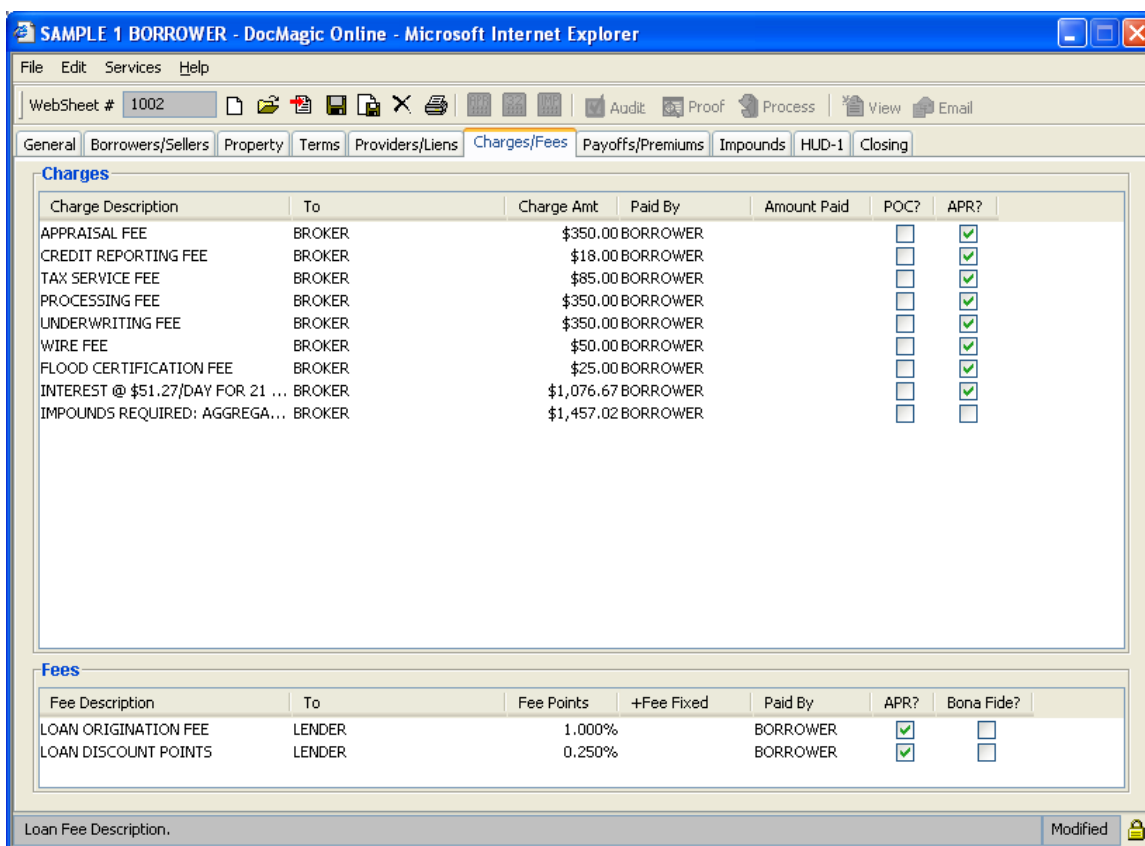 SAMPLE 1 BORROWER - DocMagic Online - Microsoft Internet Explorer
File Edit Services Help
WebSheet # 1002 Audit Proof Process View Email
General Borrowers/Sellers Property Terms Providers/Liens Charges/Fees Payoffs/Premiums Impounds HUD-1 Closing
Charges
Charge Description To Charge Amt Paid By Amount Paid POC? APR?
APPRAISAL FEE BROKER $350.00 BORROWER
CREDIT REPORTING FEE BROKER $18.00 BORROWER
TAX SERVICE FEE BROKER $85.00 BORROWER
PROCESSING FEE BROKER $350.00 BORROWER
UNDERWRITING FEE BROKER $350.00 BORROWER
WIRE FEE BROKER $50.00 BORROWER
FLOOD CERTIFICATION FEE BROKER $25.00 BORROWER
INTEREST @ $51.27/DAY FOR 21 ... BROKER $1,076.67 BORROWER
IMPOUNDS REQUIRED: AGGREGA... BROKER $1,457.02 BORROWER
Fees
Fee Description To Fee Points +Fee Fixed Paid By APR? Bona Fide?
LOAN ORIGINATION FEE LENDER 1.000% BORROWER
LOAN DISCOUNT POINTS LENDER 0.250% BORROWER
Loan Fee Description. Modified